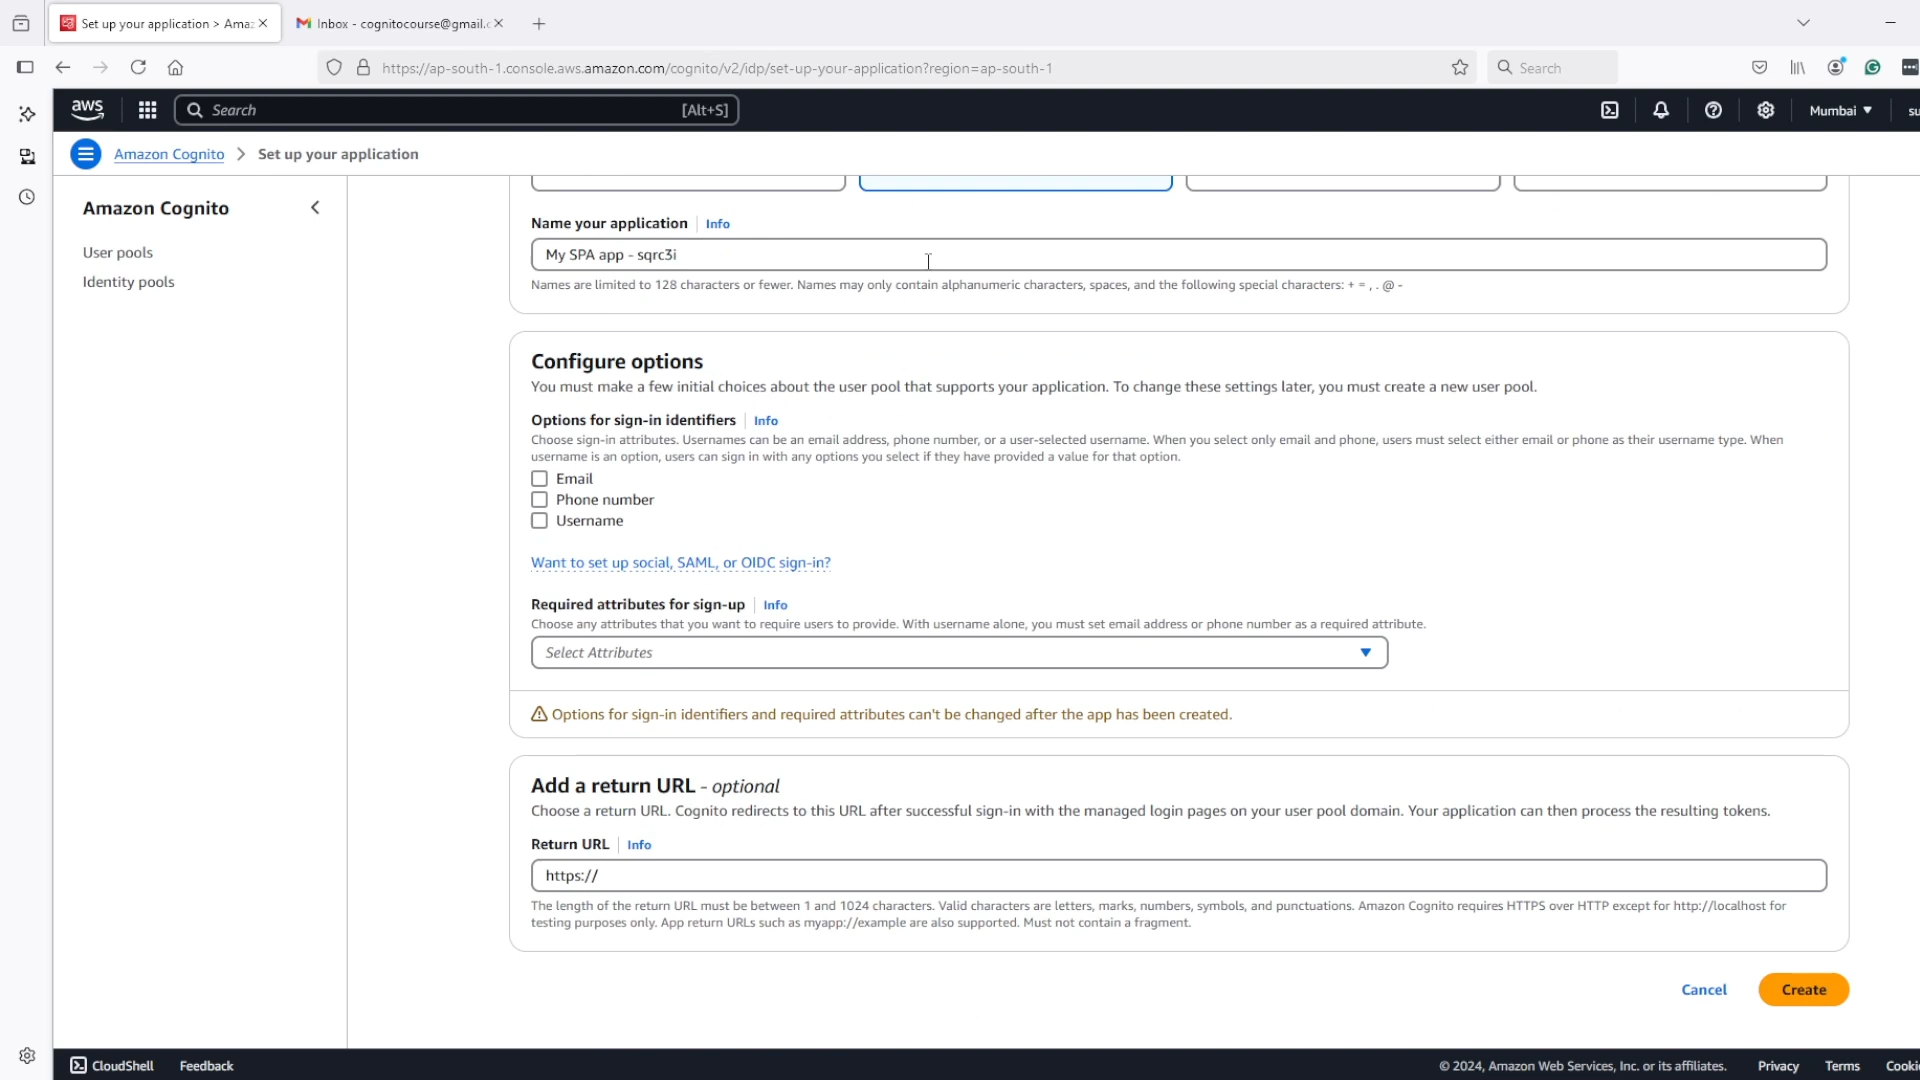 Set up your application > Amaz
Inbox - cognitocourse@gmail.c
https://ap-south-1.console.aws.amazon.com/cognito/v2/idp/set-up-your-application?region=ap-south-1
Search
aws
Search
[Alt+S]
Mumbai
su
Amazon Cognito > Set up your application
Amazon Cognito
User pools
Identity pools
Name your application
Info
My SPA app - sqrc3i
Names are limited to 128 characters or fewer. Names may only contain alphanumeric characters, spaces, and the following special characters: + = , . @ -
Configure options
You must make a few initial choices about the user pool that supports your application. To change these settings later, you must create a new user pool.
Options for sign-in identifiers
Info
Choose sign-in attributes. Usernames can be an email address, phone number, or a user-selected username. When you select only email and phone, users must select either email or phone as their username type. When
username is an option, users can sign in with any options you select if they have provided a value for that option.
Email
Phone number
Username
Want to set up social, SAML, or OIDC sign-in?
Required attributes for sign-up
Info
Choose any attributes that you want to require users to provide. With username alone, you must set email address or phone number as a required attribute.
Select Attributes
Options for sign-in identifiers and required attributes can't be changed after the app has been created.
Add a return URL - optional
Choose a return URL. Cognito redirects to this URL after successful sign-in with the managed login pages on your user pool domain. Your application can then process the resulting tokens.
Return URL
Info
https://
The length of the return URL must be between 1 and 1024 characters. Valid characters are letters, marks, numbers, symbols, and punctuations. Amazon Cognito requires HTTPS over HTTP except for http://localhost for
testing purposes only. App return URLs such as myapp://example are also supported. Must not contain a fragment.
Cancel
Create
CloudShell
Feedback
© 2024, Amazon Web Services, Inc. or its affiliates.
Privacy
Terms
Cooki